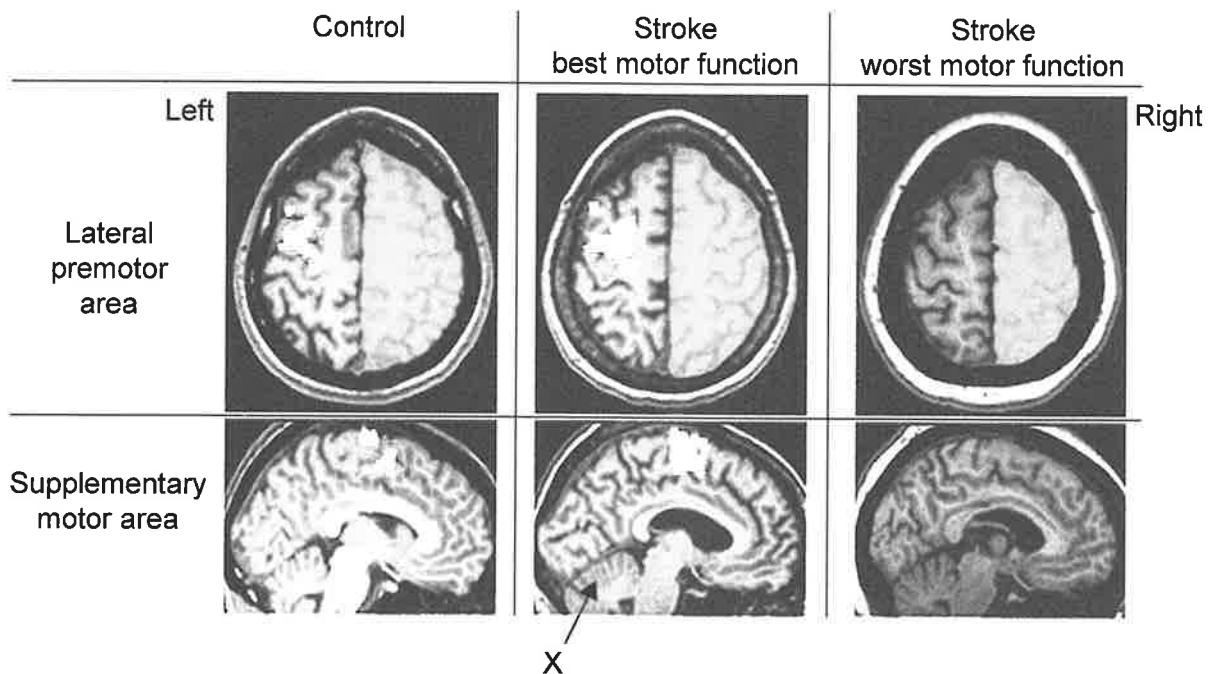 Control
Stroke
best motor function
Stroke
worst motor function
Left
Right
Lateral
premotor
area
Supplementary
motor area
X